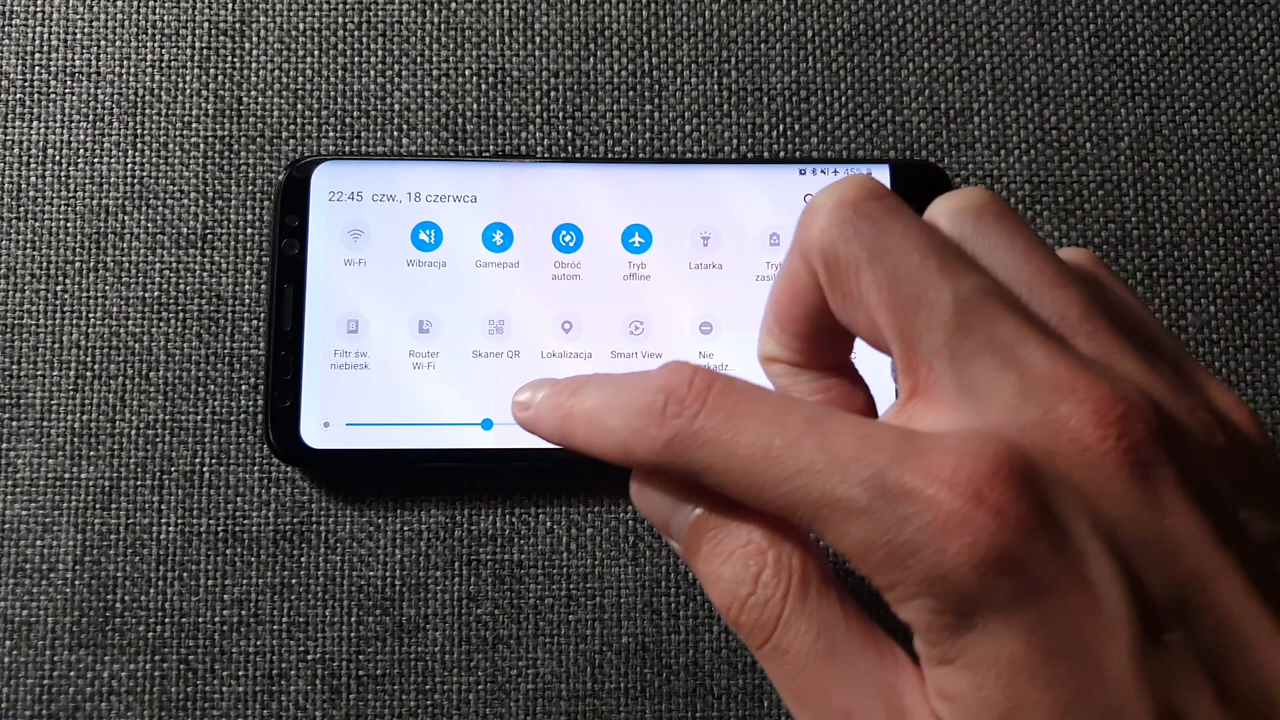 45%
22:45 czw., 18 czerwca
Wi-Fi
Wibracja
Gamepad
Obróć
autom.
Tryb
offline
Latarka
Filtr św.
niebiesk.
Router
Wi-Fi
Skaner QR
Lokalizacja
Smart View
Nie